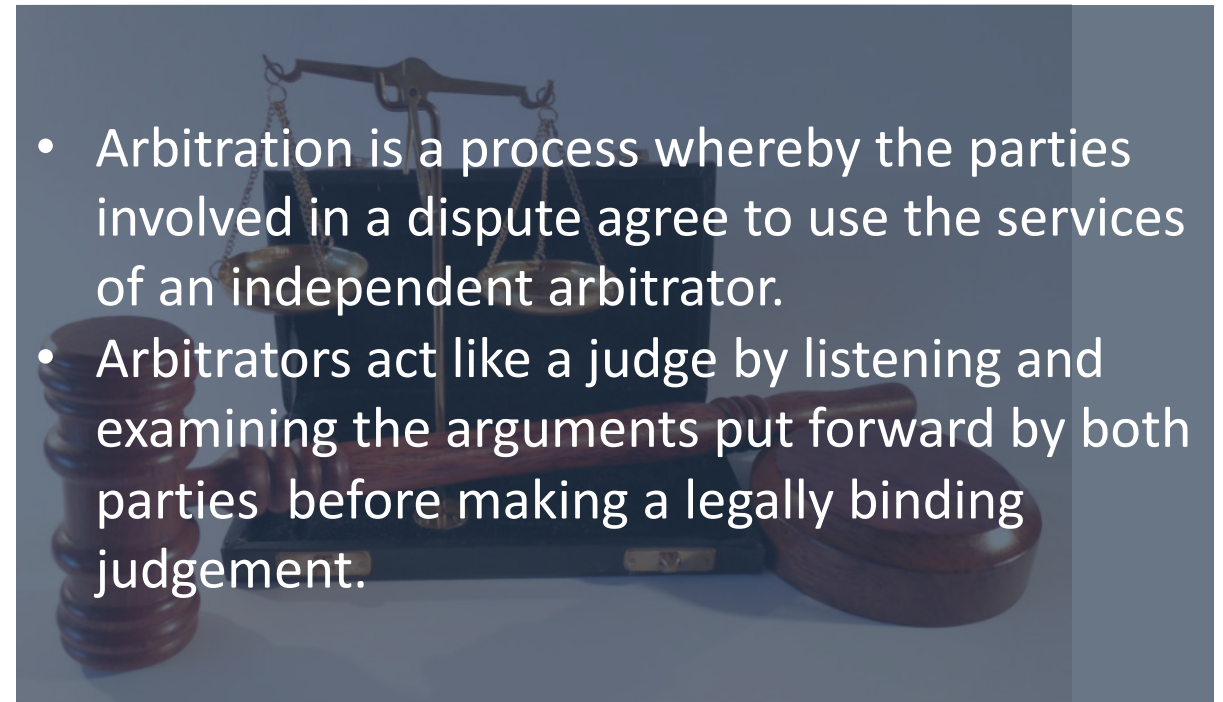 • Arbitration is a process whereby the parties
involved in a dispute agree to use the services
of an independent arbitrator.
• Arbitrators act like a judge by listening and
examining the arguments put forward by both
parties  before making a legally binding
judgement.